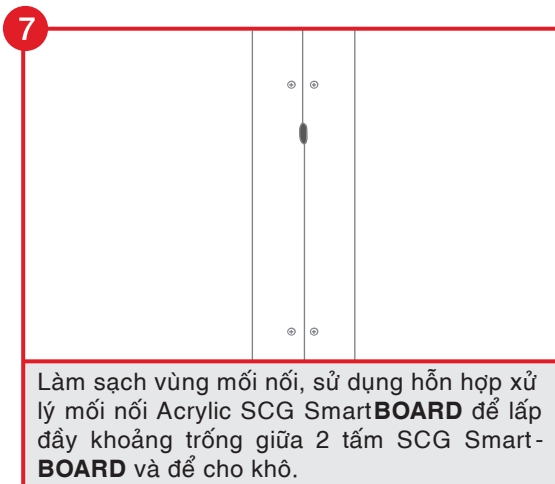 7
Làm sạch vùng mối nối, sử dụng hỗn hợp xử
lý mối nối Acrylic SCG SmartBOARD để lấp
đầy khoảng trống giữa 2 tấm SCG Smart-
BOARD và để cho khô.